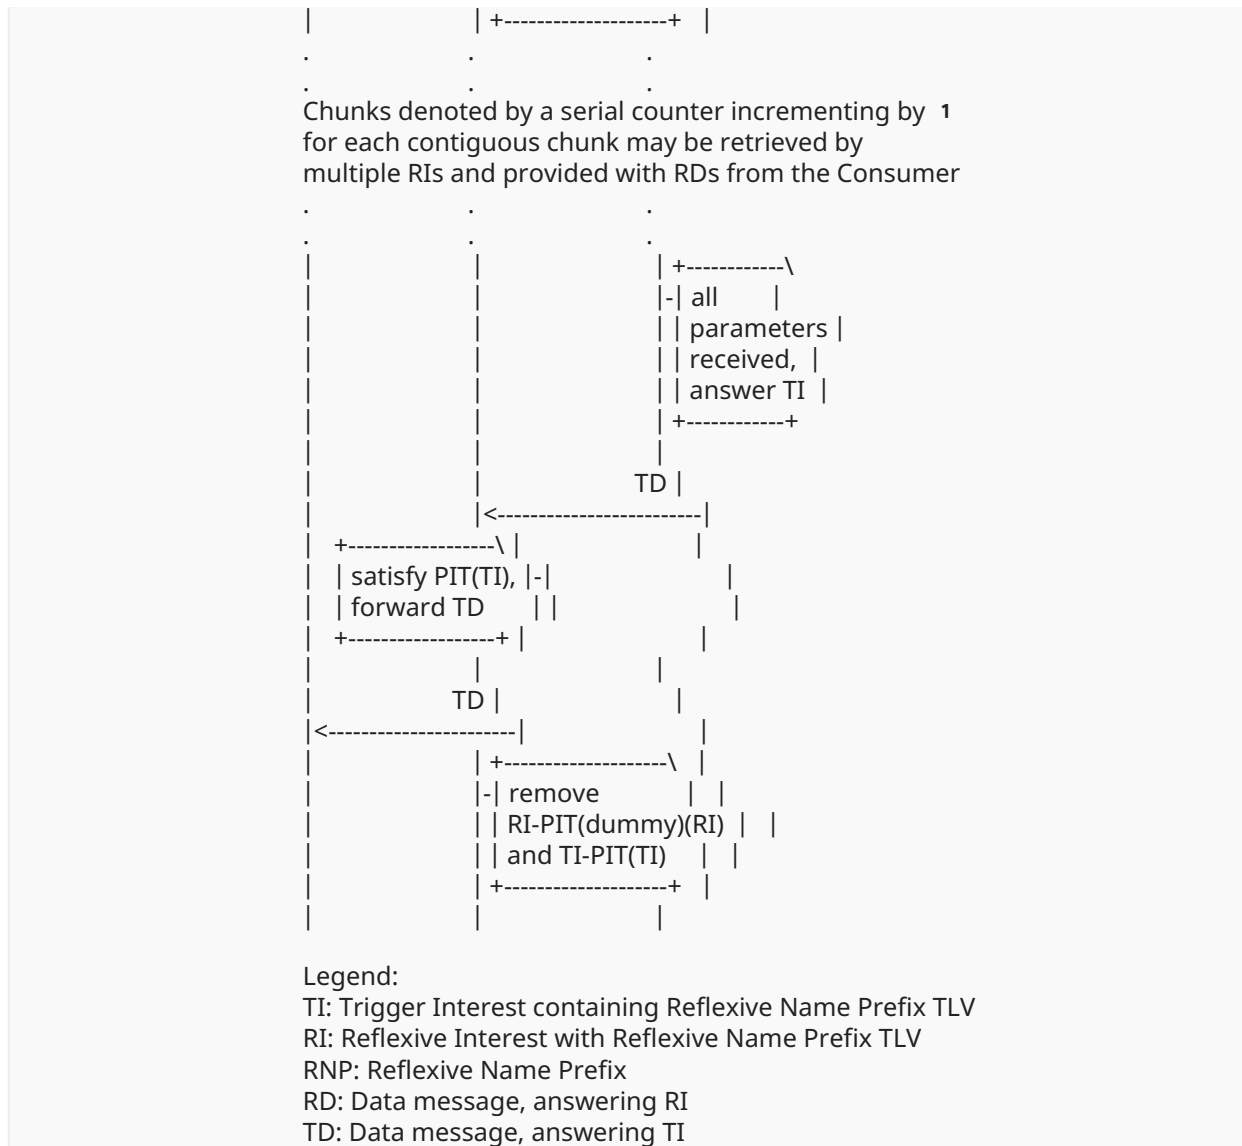 |                       | +--------------------+   |
.                       .                          .
.                       .                          .
Chunks denoted by a serial counter incrementing by 1
for each contiguous chunk may be retrieved by
multiple RIs and provided with RDs from the Consumer
.                       .                          .
.                       .                          .
|                       |                          | +------------\
|                       |                          |-| all        |
|                       |                          | | parameters |
|                       |                          | | received,  |
|                       |                          | | answer TI  |
|                       |                          | +------------+
|                       |                          |
|                       |                       TD |
|                       |<-------------------------|
|   +------------------\ |                          |
|   | satisfy PIT(TI), |-|                          |
|   | forward TD       | |                          |
|   +------------------+ |                          |
|                       |                          |
|                    TD |                          |
|<-----------------------|                          |
|                       | +--------------------\   |
|                       |-| remove             |   |
|                       | | RI-PIT(dummy)(RI)  |   |
|                       | | and TI-PIT(TI)     |   |
|                       | +--------------------+   |
|                       |                          |
Legend:
TI: Trigger Interest containing Reflexive Name Prefix TLV
RI: Reflexive Interest with Reflexive Name Prefix TLV
RNP: Reflexive Name Prefix
RD: Data message, answering RI
TD: Data message, answering TI